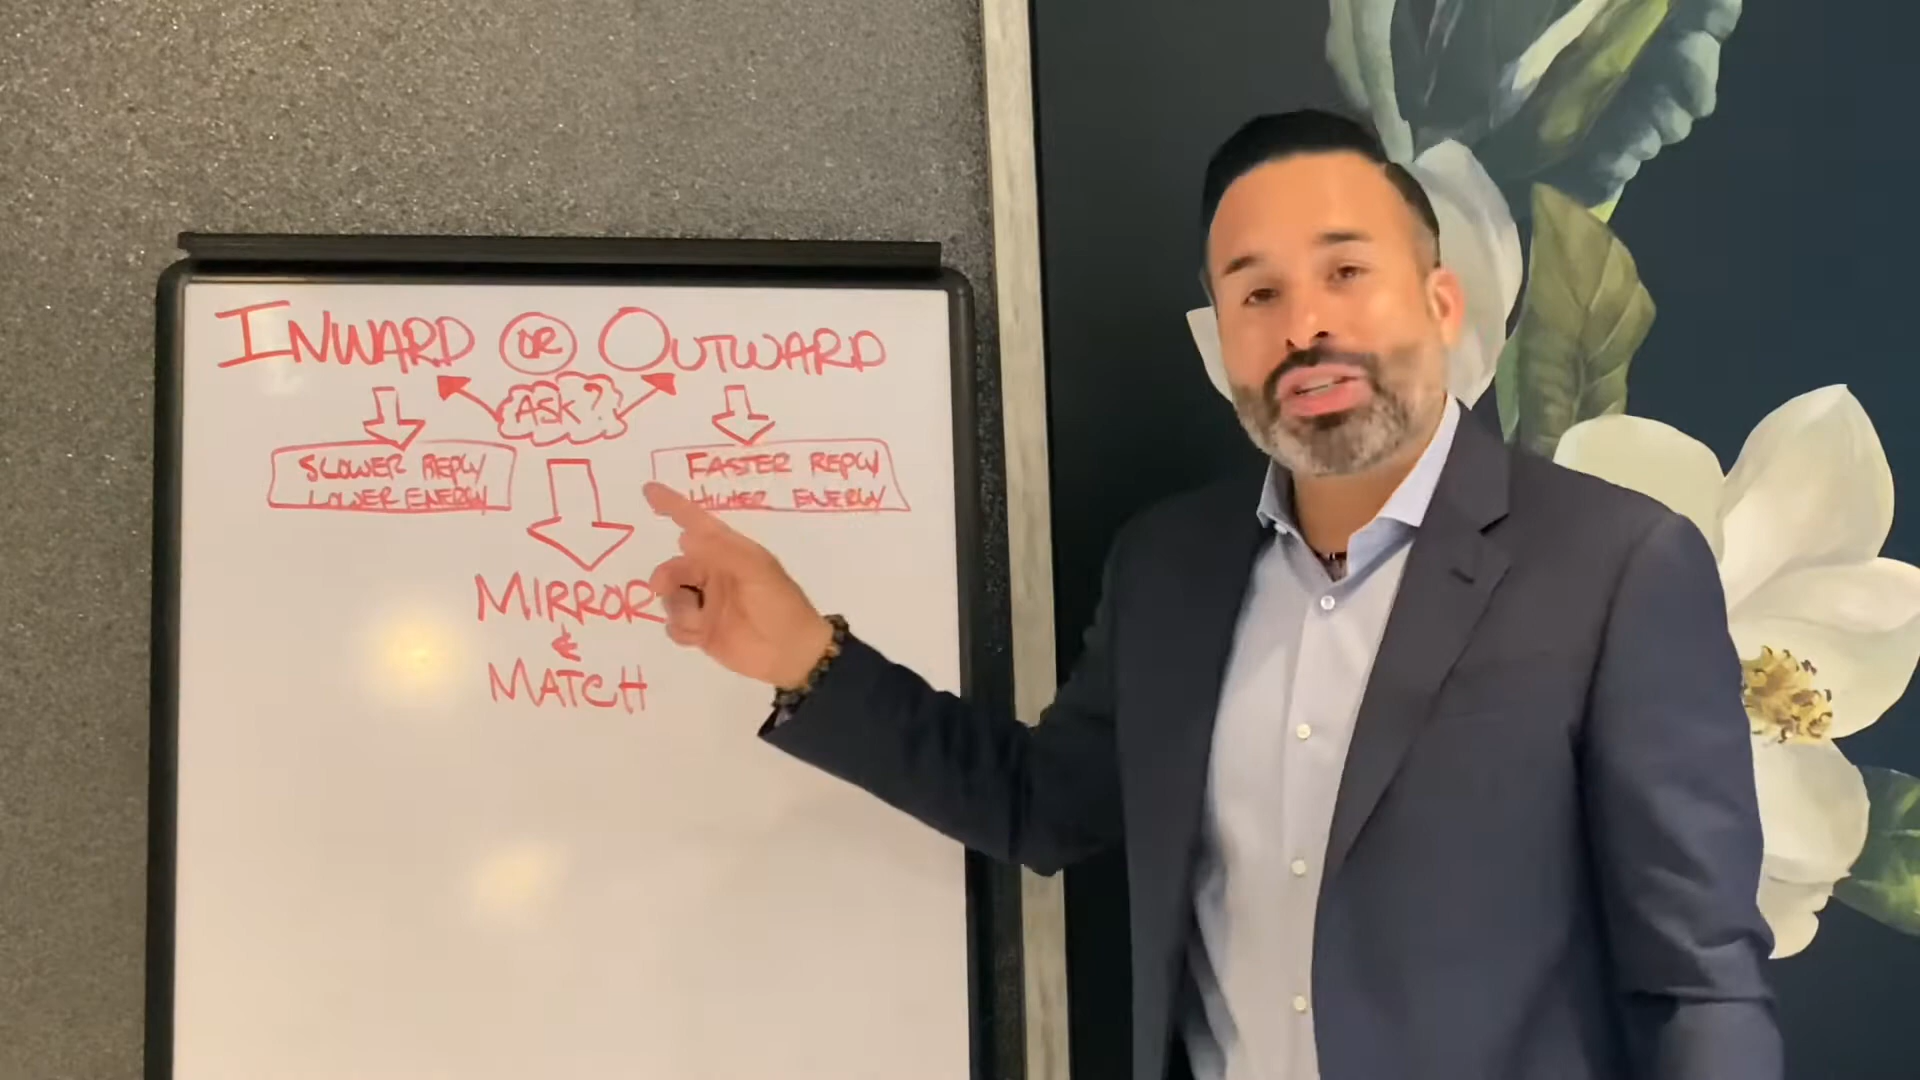 INWARD OR OUTWARD
ASK?
SLOWER REPLY
LOWER ENERGY
FASTER REPLY
HIGHER ENERGY
MIRROR
&
MATCH